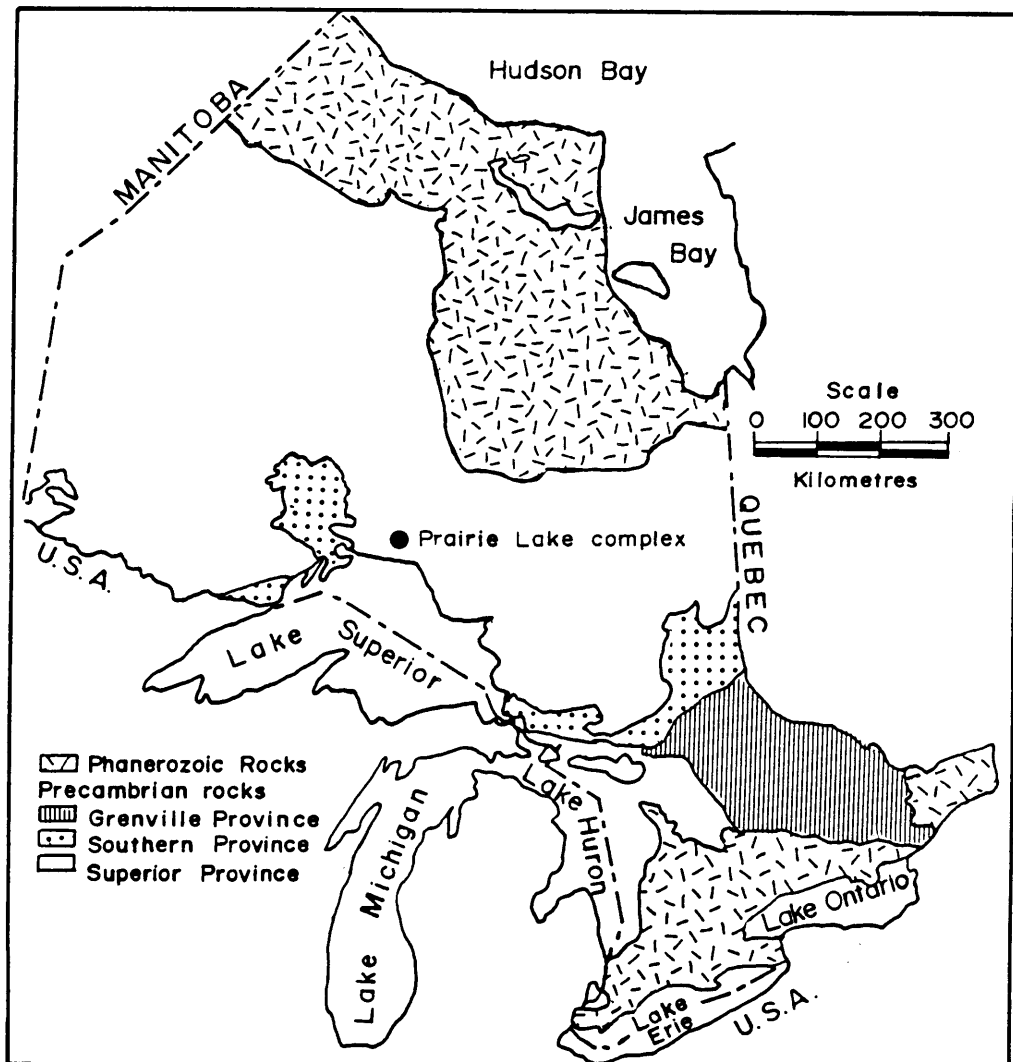 Hudson Bay
MANITOBA
James
Bay
Scale
0 100 200 300
Kilometres
QUEBEC
Prairie Lake complex
U.S.A.
Lake Superior
Phanerozoic Rocks
Precambrian rocks
Grenville Province
Southern Province
Superior Province
Lake Michigan
Lake Huron
Lake Ontario
Lake
Erie
U.S.A.